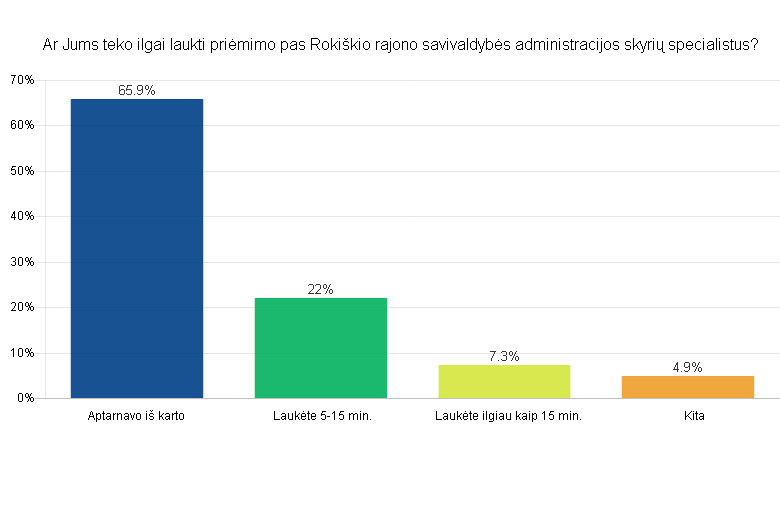 Ar Jums teko ilgai laukti priėmimo pas Rokiškio rajono savivaldybės administracijos skyrių specialistus?
70%
65.9%
60%
50%
40%
30%
22%
20%
10%
7.3%
4.9%
0%
Aptarnavo iš karto
Laukėte 5-15 min.
Laukėte ilgiau kaip 15 min.
Kita